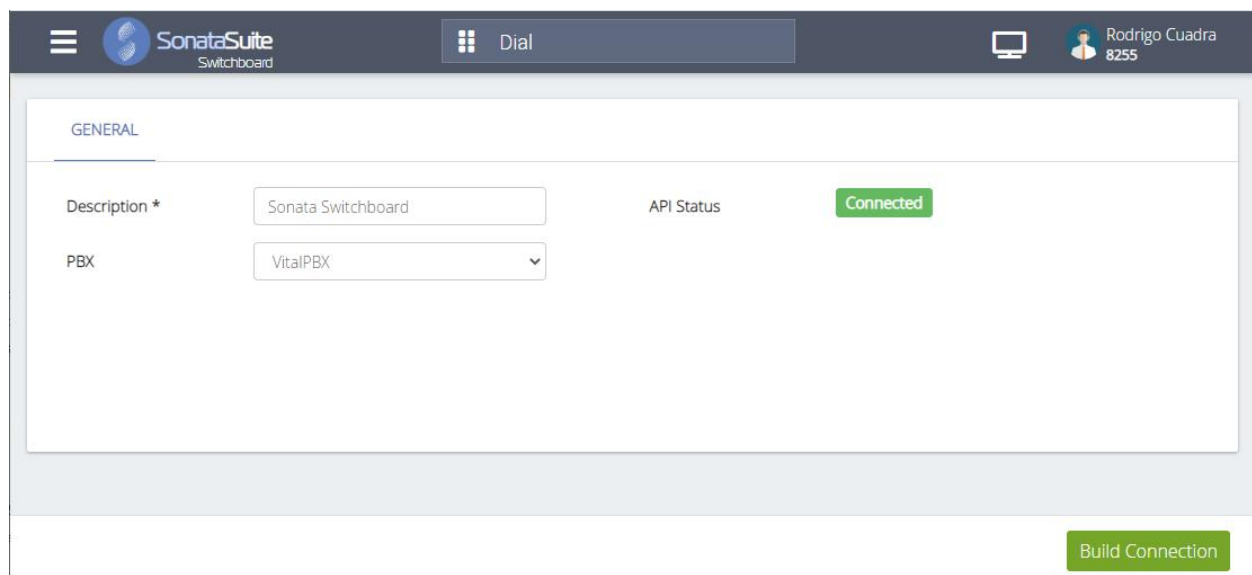 SonataSuite
Switchboard
Dial
Rodrigo Cuadra
8255
GENERAL
Description *
Sonata Switchboard
API Status
Connected
PBX
VitalPBX
Build Connection